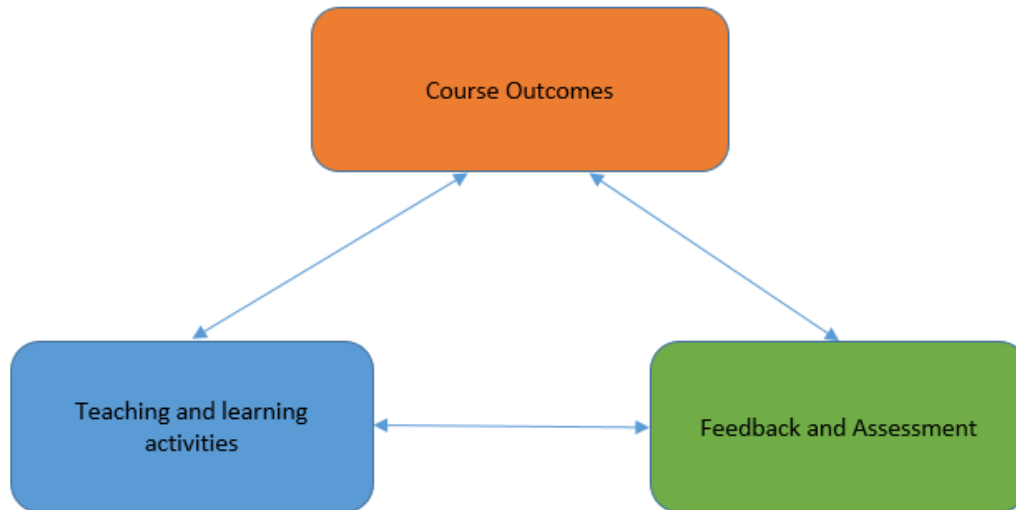 Course Outcomes
Teaching and learning
activities
Feedback and Assessment